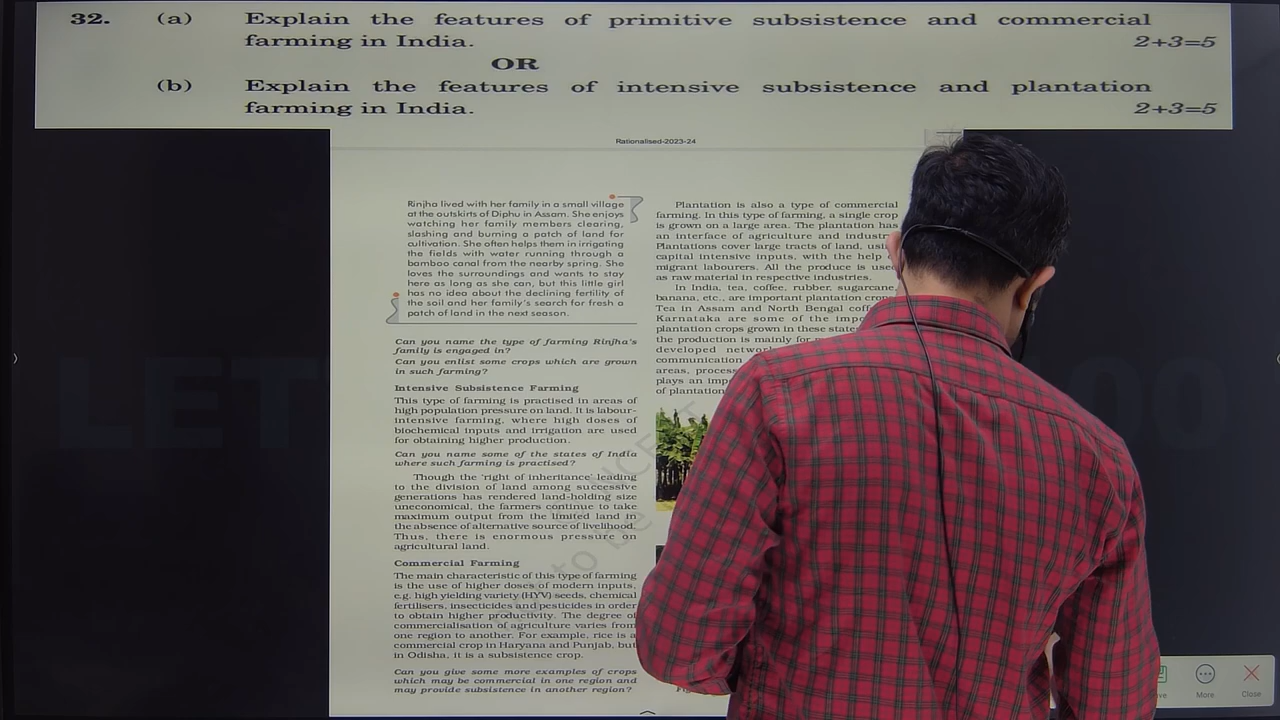 32. (a) Explain the features of primitive subsistence and commercial
farming in India. 2+3=5
OR
(b) Explain the features of intensive subsistence and plantation
farming in India. 2+3=5
Rationalised-2023-24
Rinjha lived with her family in a small village
at the outskirts of Diphu in Assam. She enjoys
watching her family members clearing,
slashing and burning a patch of land for
cultivation. She often helps them in irrigating
the fields with water running through a
bamboo canal from the nearby spring. She
loves the surroundings and wants to stay
here as long as she can, but this little girl
has no idea about the declining fertility of
the soil and her family's search for fresh a
patch of land in the next season.
Can you name the type of farming Rinjha's
family is engaged in?
Can you enlist some crops which are grown
in such farming?
Intensive Subsistence Farming
This type of farming is practised in areas of
high population pressure on land. It is labour-
intensive farming, where high doses of
biochemical inputs and irrigation are used
for obtaining higher production.
Can you name some of the states of India
where such farming is practised?
Though the 'right of inheritance' leading
to the division of land among successive
generations has rendered land-holding size
uneconomical, the farmers continue to take
maximum output from the limited land in
the absence of alternative source of livelihood.
Thus, there is enormous pressure on
agricultural land.
Commercial Farming
The main characteristic of this type of farming
is the use of higher doses of modern inputs,
e.g. high yielding variety (HYV) seeds, chemical
fertilisers, insecticides and pesticides in order
to obtain higher productivity. The degree of
commercialisation of agriculture varies from
one region to another. For example, rice is a
commercial crop in Haryana and Punjab, but
in Odisha, it is a subsistence crop.
Can you give some more examples of crops
which may be commercial in one region and
may provide subsistence in another region?
Plantation is also a type of commercial
farming. In this type of farming, a single crop
is grown on a large area. The plantation has
an interface of agriculture and
Plantations cover large tracts of land,
capital intensive inputs, with the help
migrant labourers. All the produce is
as raw material in respective industries.
In India, tea, coffee, rubber, sugarcane,
banana, etc., are important plantation
Tea in Assam and North Bengal
Karnataka are some of the
plantation crops grown in these
the production is mainly for
developed
communication
areas,
plays an
of
to be
More
Close